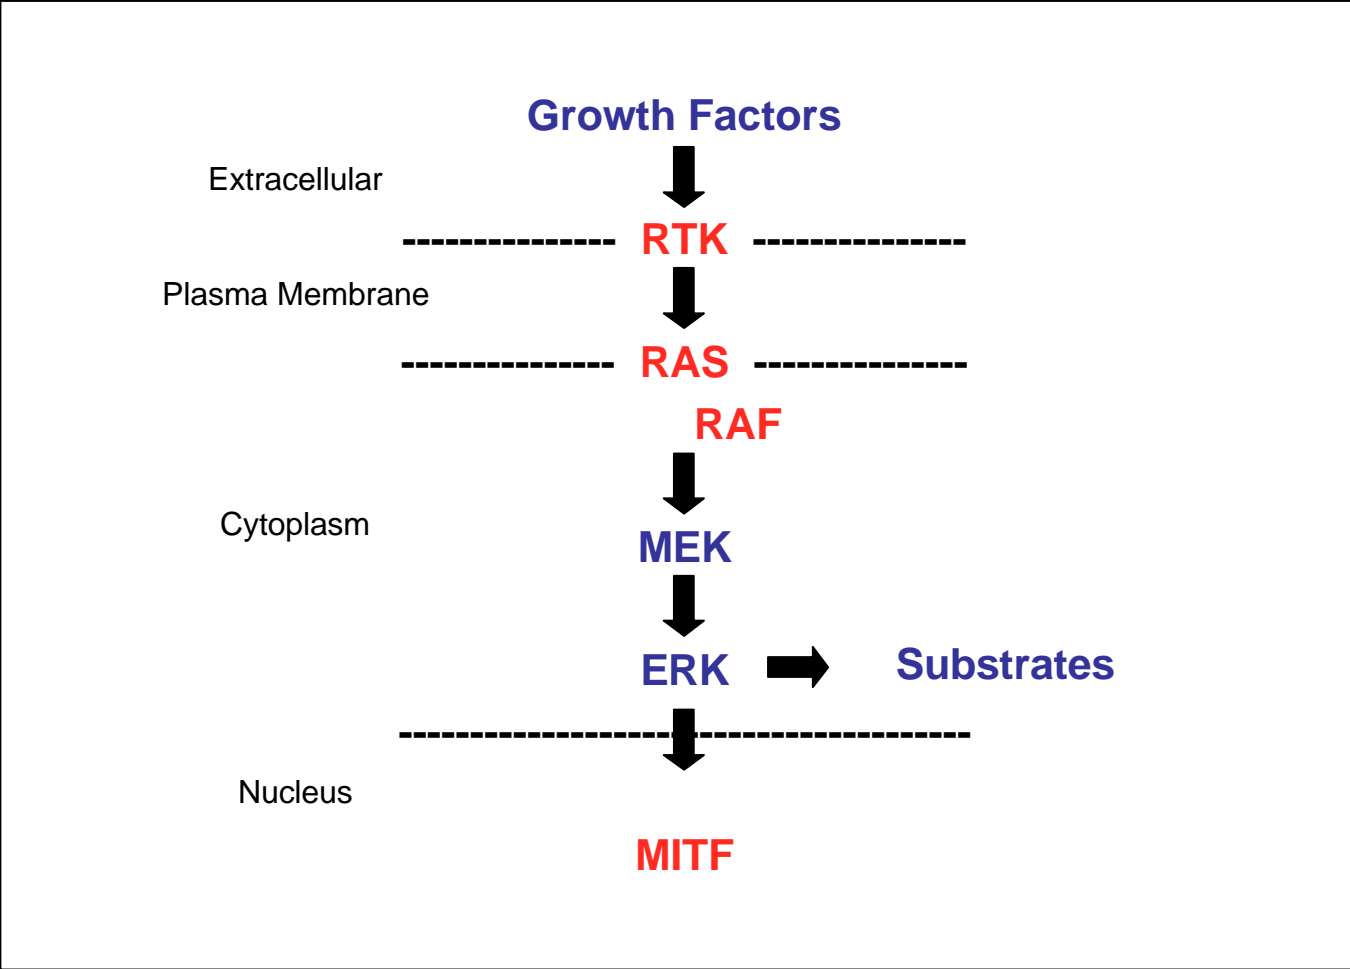 Growth Factors
Extracellular
--------------- RTK ---------------
Plasma Membrane
--------------- RAS ---------------
RAF
Cytoplasm
MEK
ERK
Substrates
Nucleus
MITF